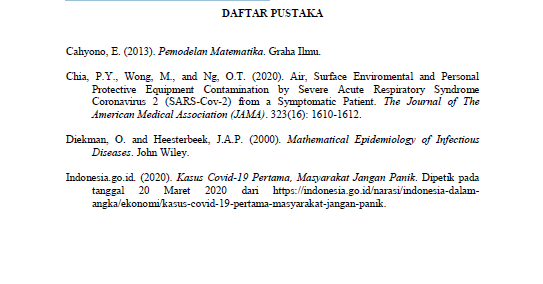 DAFTAR PUSTAKA
Cahyono, E. (2013). Pemodelan Matematika. Graha Ilmu.
Chia, P.Y., Wong, M., and Ng, O.T. (2020). Air, Surface Enviromental and Personal
Protective Equipment Contamination by Severe Acute Respiratory Syndrome
Coronavirus 2 (SARS-Cov-2) from a Symptomatic Patient. The Journal of The
American Medical Association (JAMA). 323(16): 1610-1612.
Diekman, O. and Heesterbeek, J.A.P. (2000). Mathematical Epidemiology of Infectious
Diseases. John Wiley.
Indonesia.go.id. (2020). Kasus Covid-19 Pertama, Masyarakat Jangan Panik. Dipetik pada
tanggal 20 Maret 2020 dari https://indonesia.go.id/narasi/indonesia-dalam-
angka/ekonomi/kasus-covid-19-pertama-masyarakat-jangan-panik.